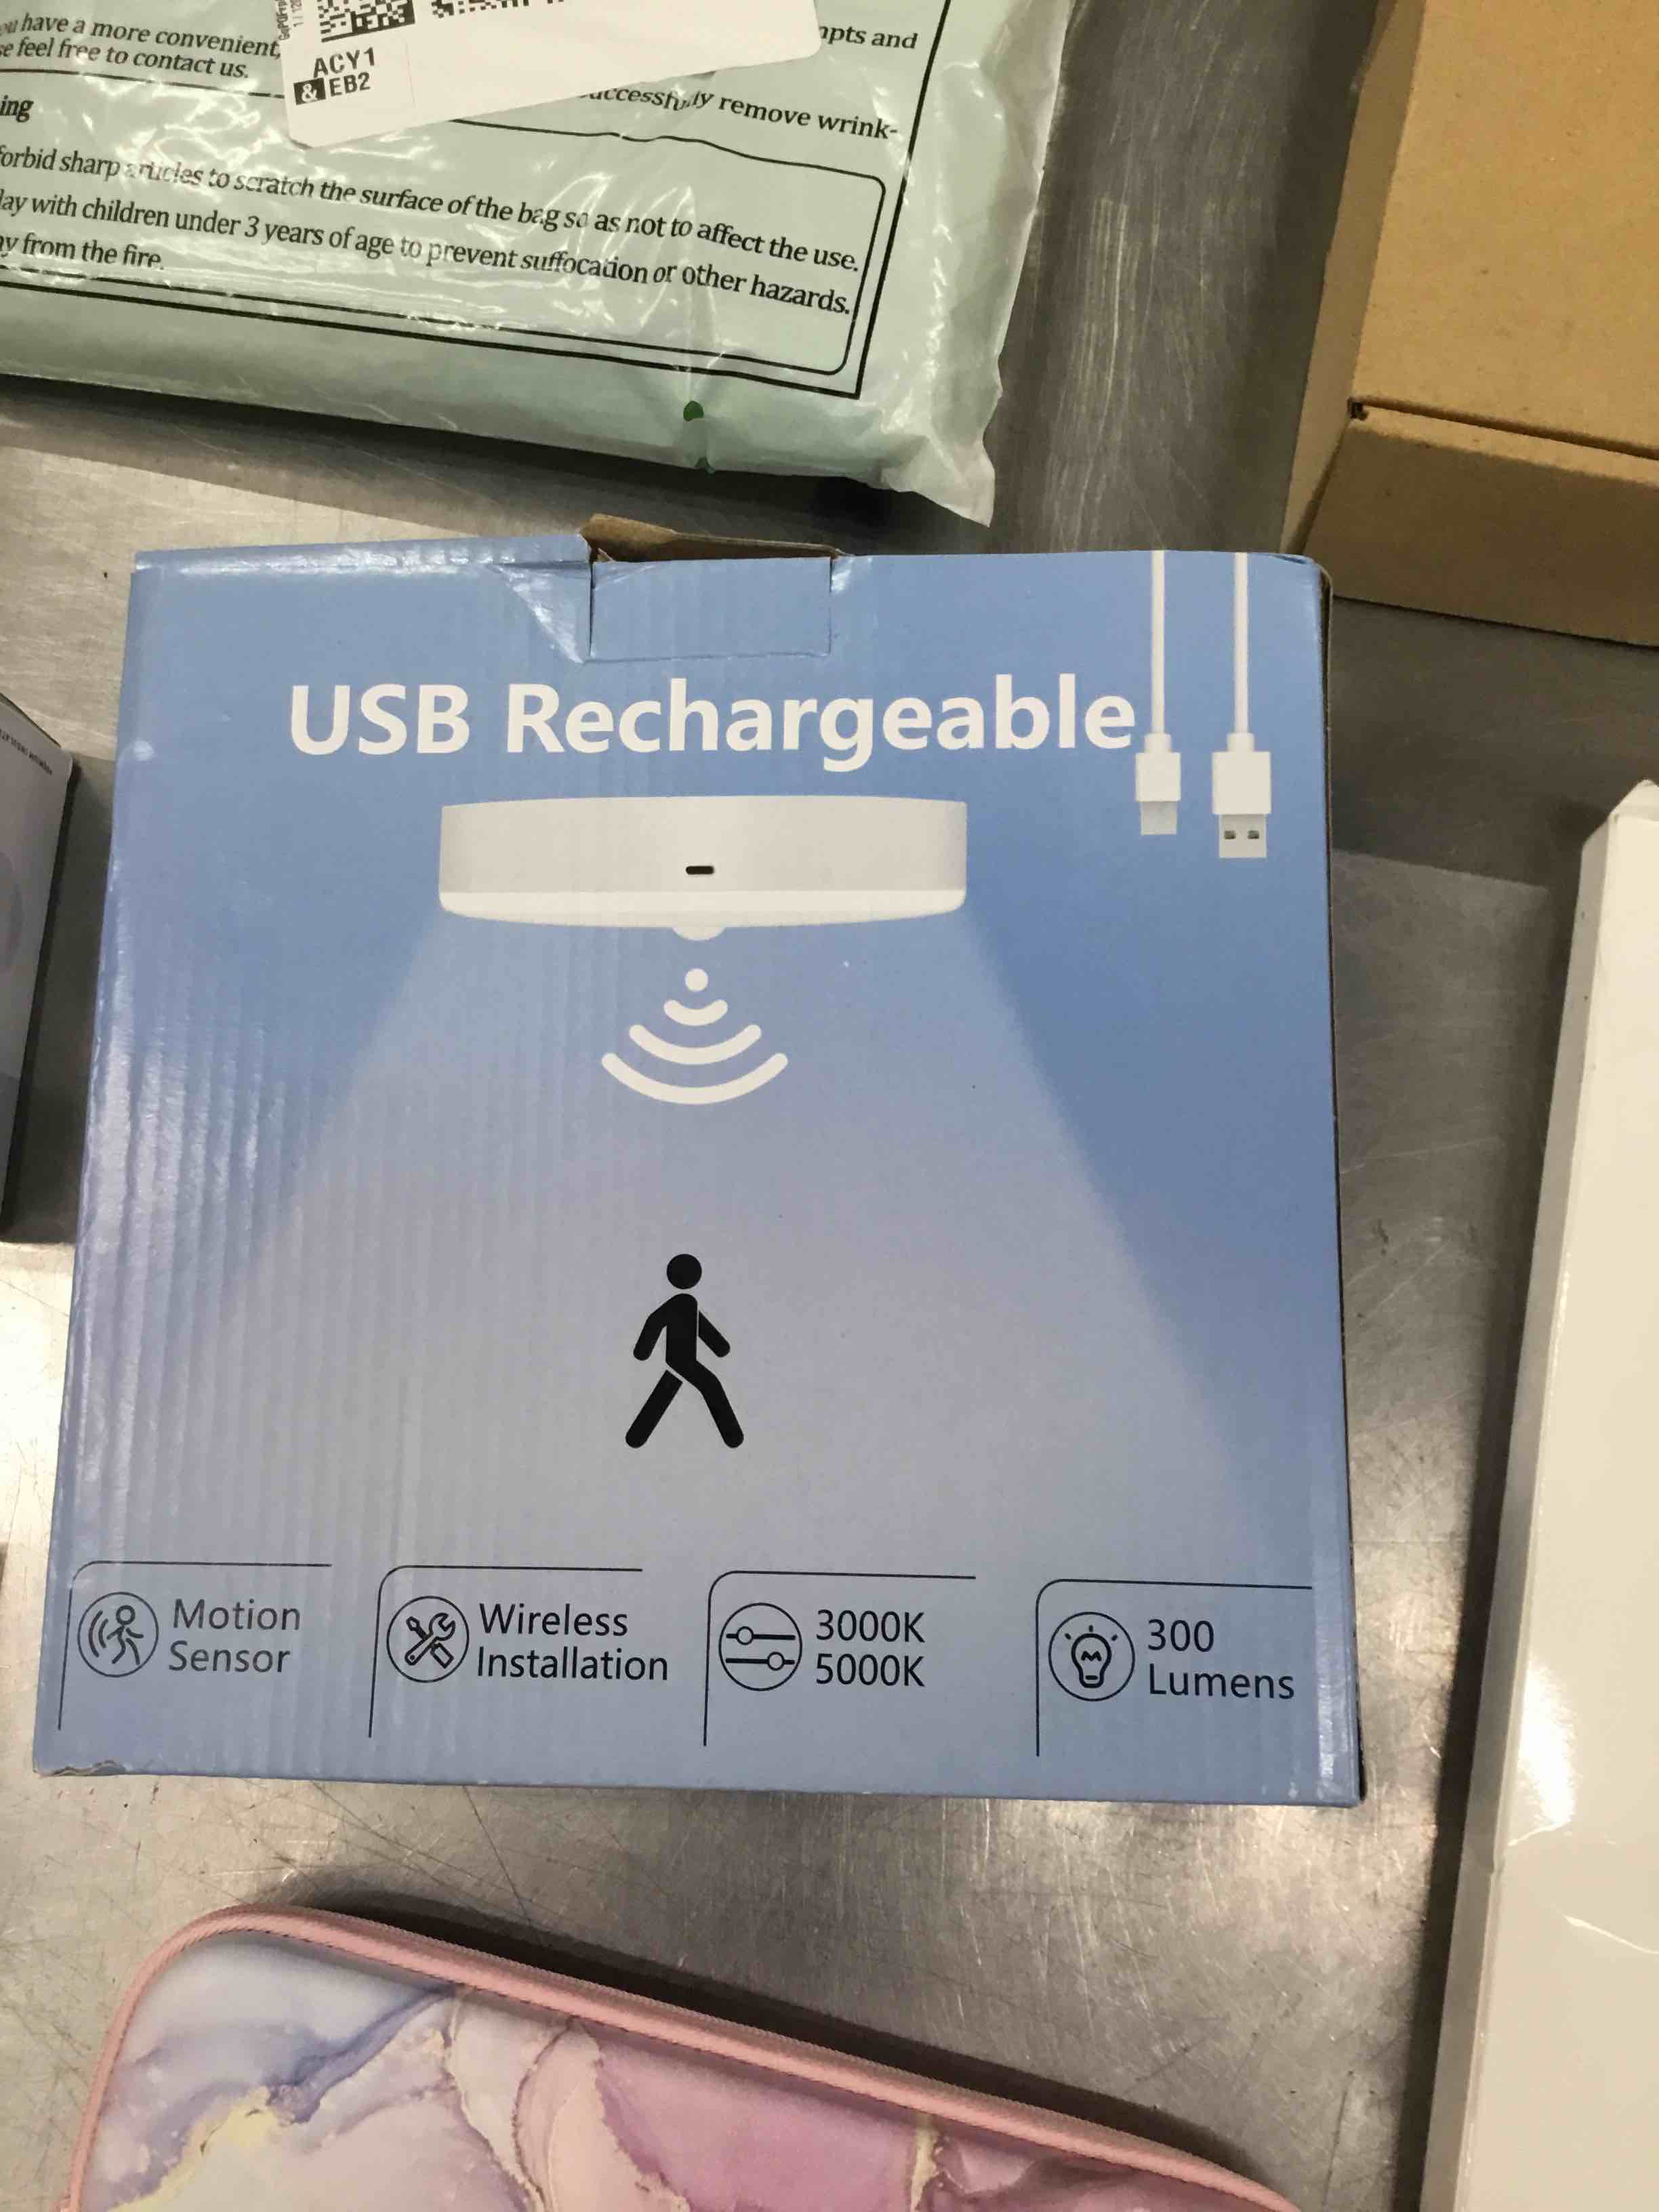 have a more convenient,
feel free to contact us.
ACY1
& EB2
and
remove wrink-
ing
forbid sharp articles to scratch the surface of the bag so as not to affect the use.
with children under 3 years of age to prevent suffocation or other hazards.
from the fire.
USB Rechargeable
Motion
Sensor
Wireless
Installation
3000K
5000K
300
Lumens